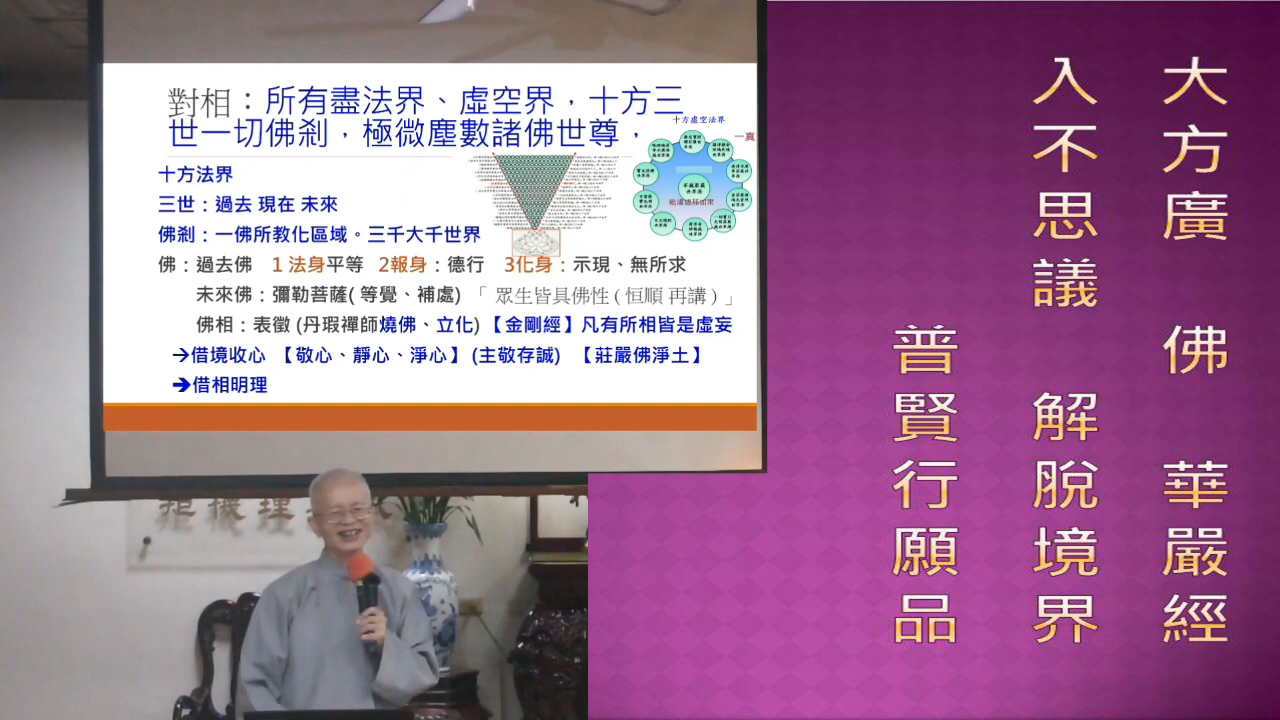 對相：所有盡法界、虛空界，十方三
世一切佛剎，極微塵數諸佛世尊，
十方虛空法界
一真
十方法界
三世：過去 現在 未來
佛剎：一佛所教化區域。三千大千世界
佛：過去佛 1 法身平等 2報身：德行 3化身：示現、無所求
未來佛：彌勒菩薩( 等覺、補處) 「 眾生皆具佛性 ( 恒順 再講 ) 」
佛相：表徵 (丹瑕禪師燒佛、立化) 【金剛經】凡有所相皆是虛妄
→借境收心 【敬心、靜心、淨心】 (主敬存誠) 【莊嚴佛淨土】
→借相明理
大方廣 佛 華嚴經
入不思議 解脫境界
普賢行願品
理機